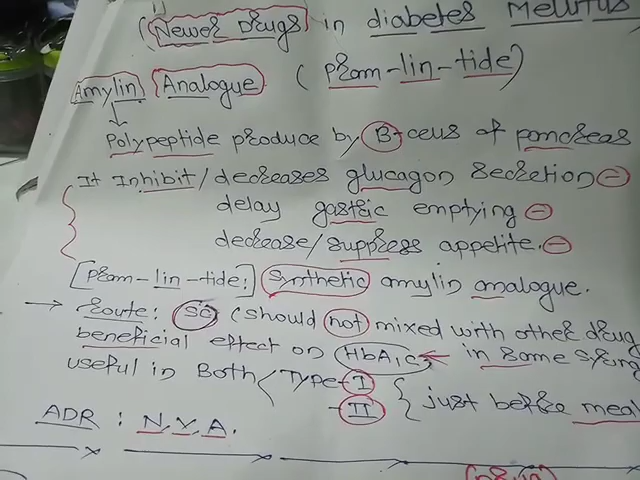 (Newer Drugs) in diabetes Mellitus
Amylin Analogue (Pram-lin-tide)
Polypeptide produce by B-cells of pancreas
It Inhibit/decreases glucagon secretion -
delay gastric emptying -
decrease/suppress appetite. -
[Pram-lin-tide:] Synthetic amylin analogue.
→ Route: SC (should not mixed with other drug
beneficial effect on HbA1C ← in same syring
useful in Both Type-I
-II { just before meal
ADR : N.V.A.